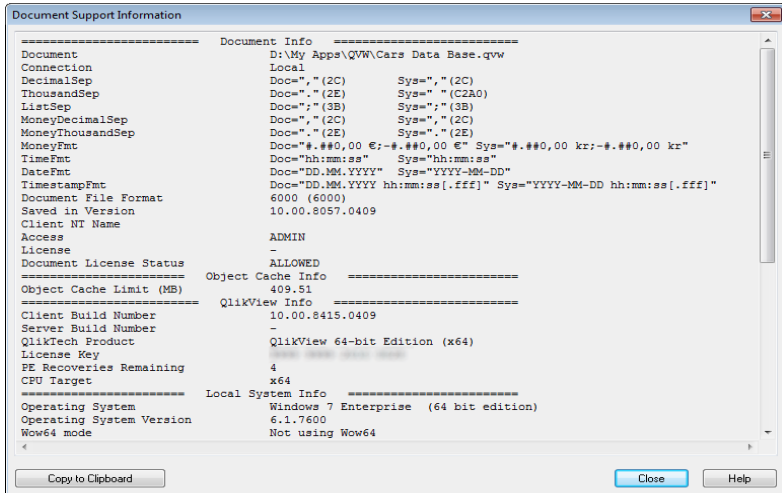 Document Support Information
========================= Document Info ==========================
Document D:\My Apps\QVW\Cars Data Base.qvw
Connection Local
DecimalSep Doc=","(2C) Sys=","(2C)
ThousandSep Doc="."(2E) Sys=" "(C2A0)
ListSep Doc=";"(3B) Sys=";"(3B)
MoneyDecimalSep Doc=","(2C) Sys=","(2C)
MoneyThousandSep Doc="."(2E) Sys="."(2E)
MoneyFmt Doc="#.##0,00 €;-#.##0,00 €" Sys="#.##0,00 kr;-#.##0,00 kr"
TimeFmt Doc="hh:mm:ss" Sys="hh:mm:ss"
DateFmt Doc="DD.MM.YYYY" Sys="YYYY-MM-DD"
TimestampFmt Doc="DD.MM.YYYY hh:mm:ss[.fff]" Sys="YYYY-MM-DD hh:mm:ss[.fff]"
Document File Format 6000 (6000)
Saved in Version 10.00.8057.0409
Client NT Name
Access ADMIN
License -
Document License Status ALLOWED
======================= Object Cache Info ========================
Object Cache Limit (MB) 409.51
========================= QlikView Info ==========================
Client Build Number 10.00.8415.0409
Server Build Number -
QlikTech Product QlikView 64-bit Edition (x64)
License Key
PE Recoveries Remaining 4
CPU Target x64
======================= Local System Info ========================
Operating System Windows 7 Enterprise (64 bit edition)
Operating System Version 6.1.7600
Wow64 mode Not using Wow64
Copy to Clipboard Close Help